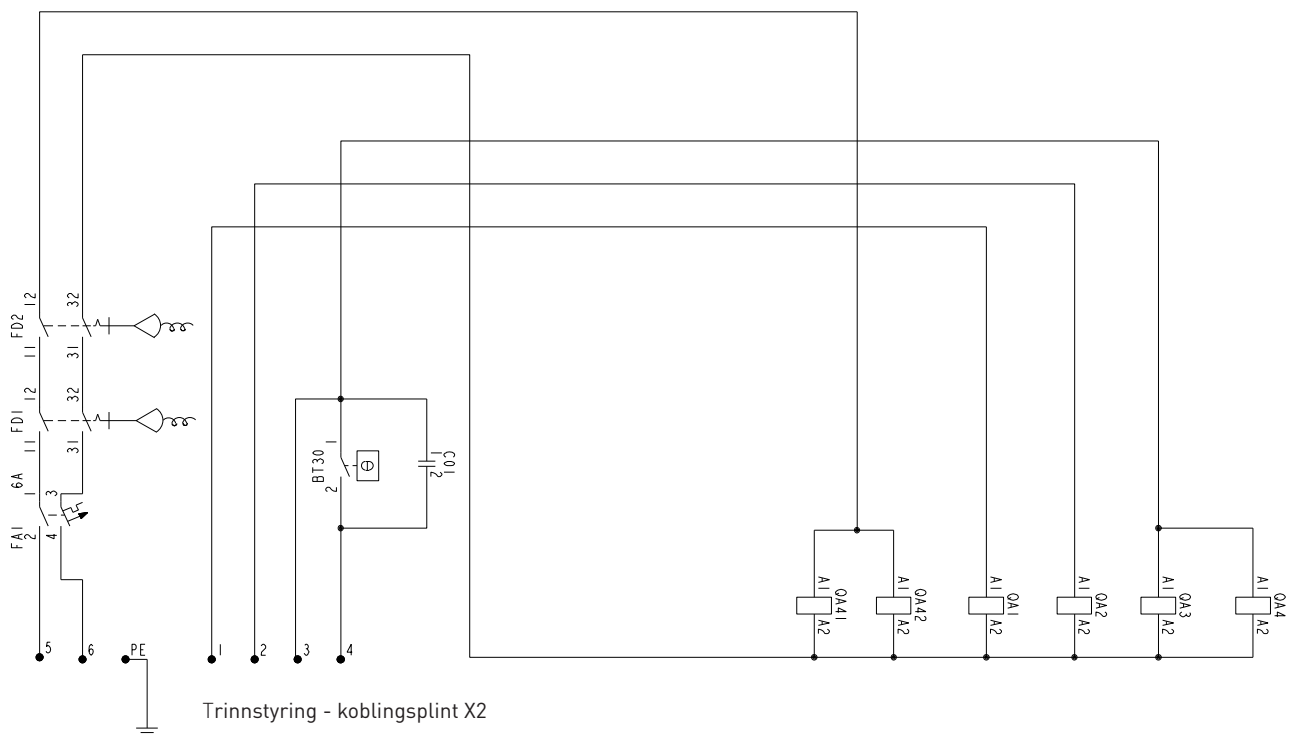 12
32
FD2
11
31
12
32
FD1
11
31
6A
1
3
FA1
2
4
1
BT30
2
1
C01
2
A1
QA41
A2
A1
QA42
A2
A1
QA1
A2
A1
QA2
A2
A1
QA3
A2
A1
QA4
A2
5
6
PE
1
2
3
4
Trinnstyring - koblingsplint X2